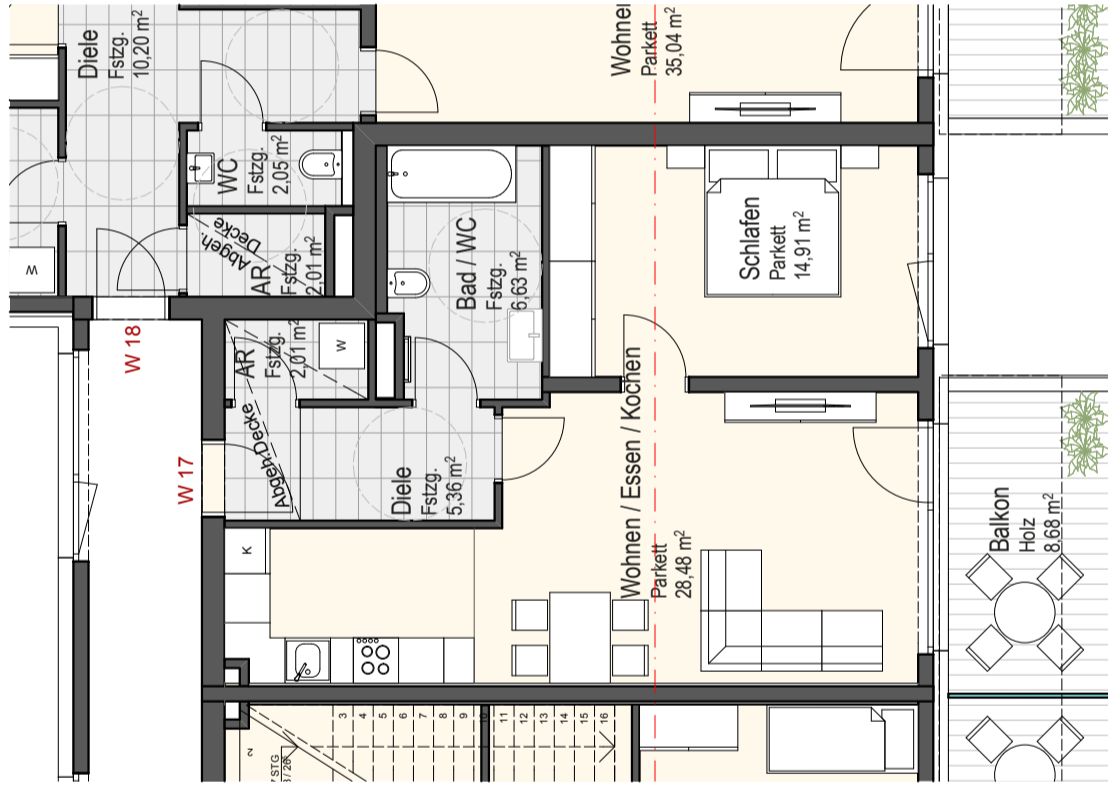 Diele
Fstzg.
10,20 m²
Wohnen
Parkett
35,04 m²
WC
Fstzg.
2,05 m²
Abgeh.
Decke
AR
Fstzg.
2,01 m²
W
W 18
AR
Fstzg.
2,01 m²
W
Bad / WC
Fstzg.
6,63 m²
Schlafen
Parkett
14,91 m²
W 17
Abgeh.Decke
Diele
Fstzg.
5,36 m²
K
Wohnen / Essen / Kochen
Parkett
28,48 m²
Balkon
Holz
8,68 m²
2
3
4
5
6
7
8
9
10
11
12
13
14
15
16
STG